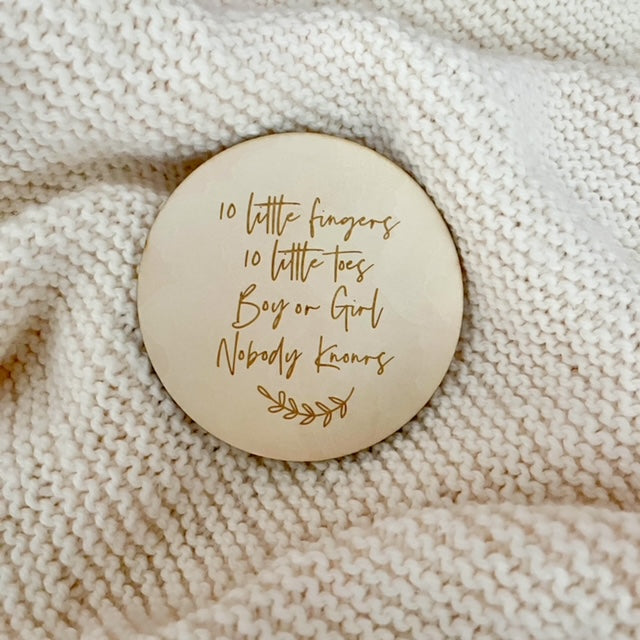 10 little fingers
10 little toes
Boy or Girl
Nobody Knows